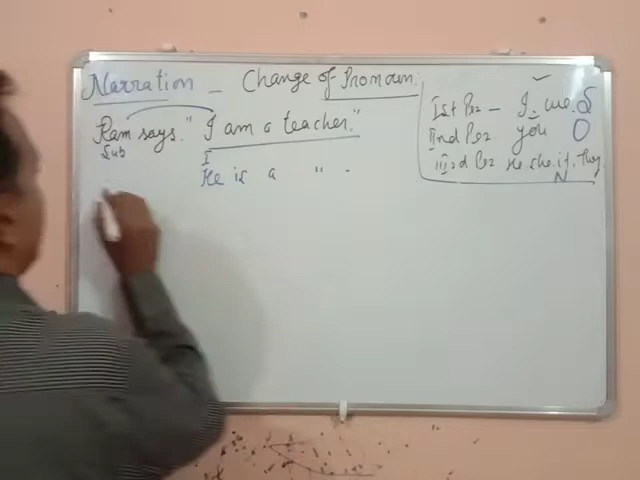 Narration - Change of Pronoun.
Ram says." I am a teacher."
Sub
I
He is a " .
Ist Per - I, we. S
IInd Per you O
IIIrd Per He. she. it. they
N